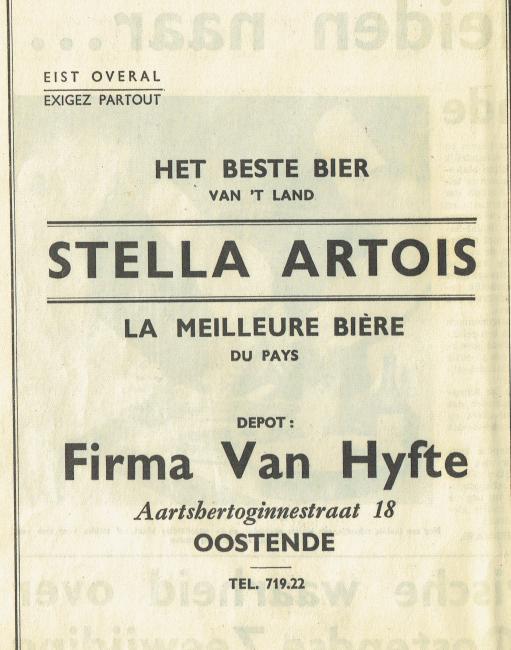 EIST OVERAL
EXIGEZ PARTOUT
HET BESTE BIER
VAN 'T LAND
STELLA ARTOIS
LA MEILLEURE BIÈRE
DU PAYS
DEPOT :
Firma Van Hyfte
Aartshertoginnestraat 18
OOSTENDE
TEL. 719.22